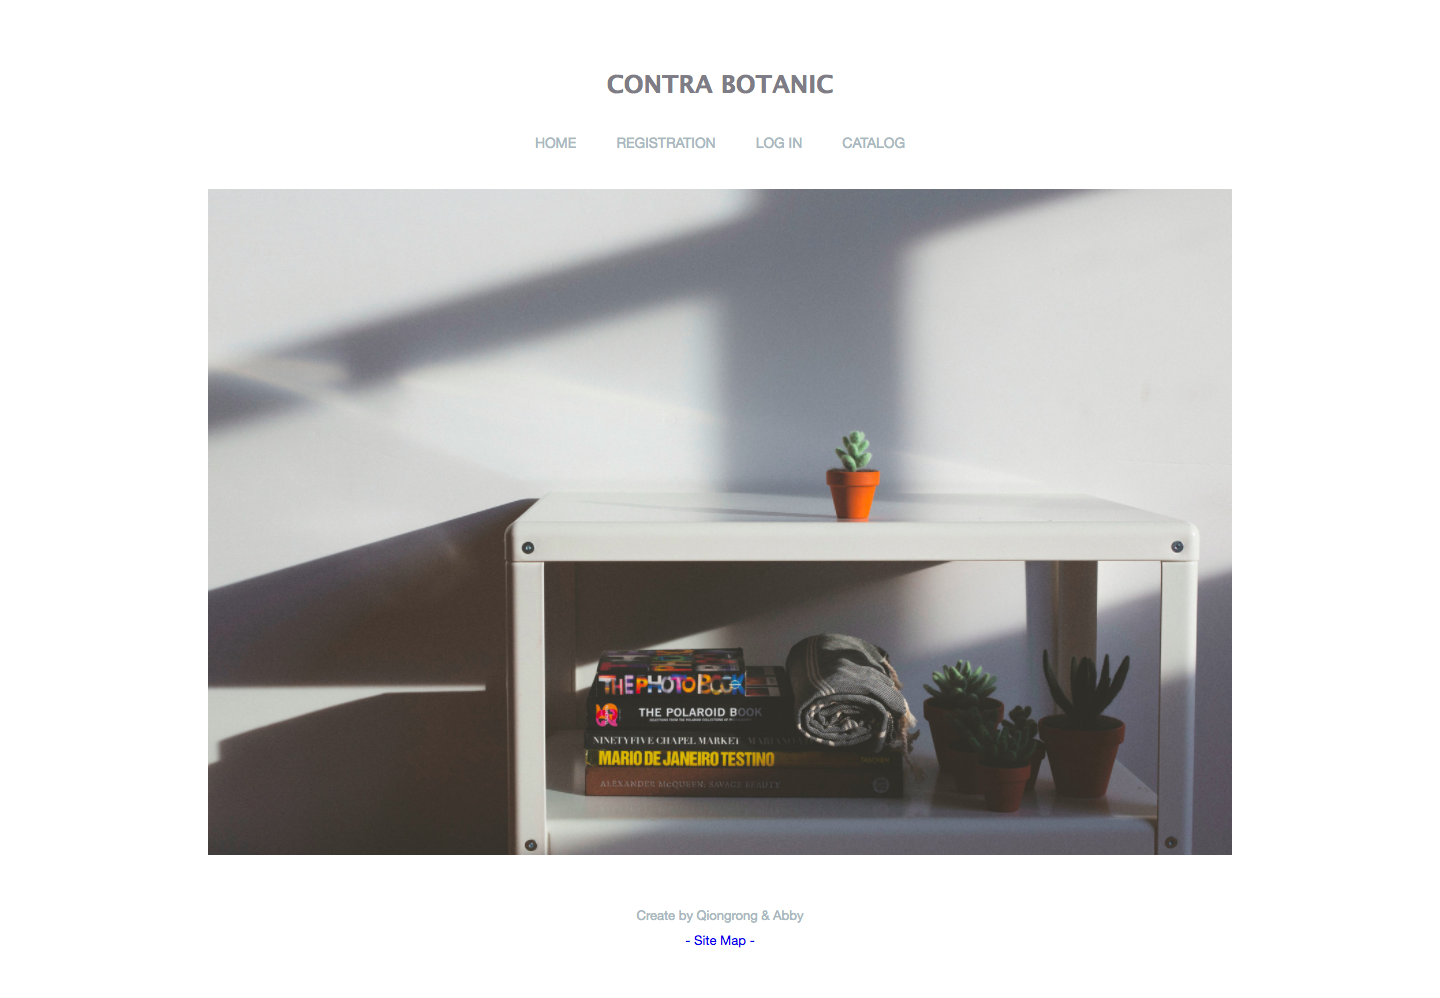 CONTRA BOTANIC
HOME REGISTRATION LOG IN CATALOG
THE PHOTO BOOK
THE POLAROID BOOK
NINETYFIVE CHAPEL MARKET
MARIO DE JANEIRO TESTINO
ALEXANDER McQUEEN: SAVAGE BEAUTY
Create by Qiongrong & Abby
- Site Map -